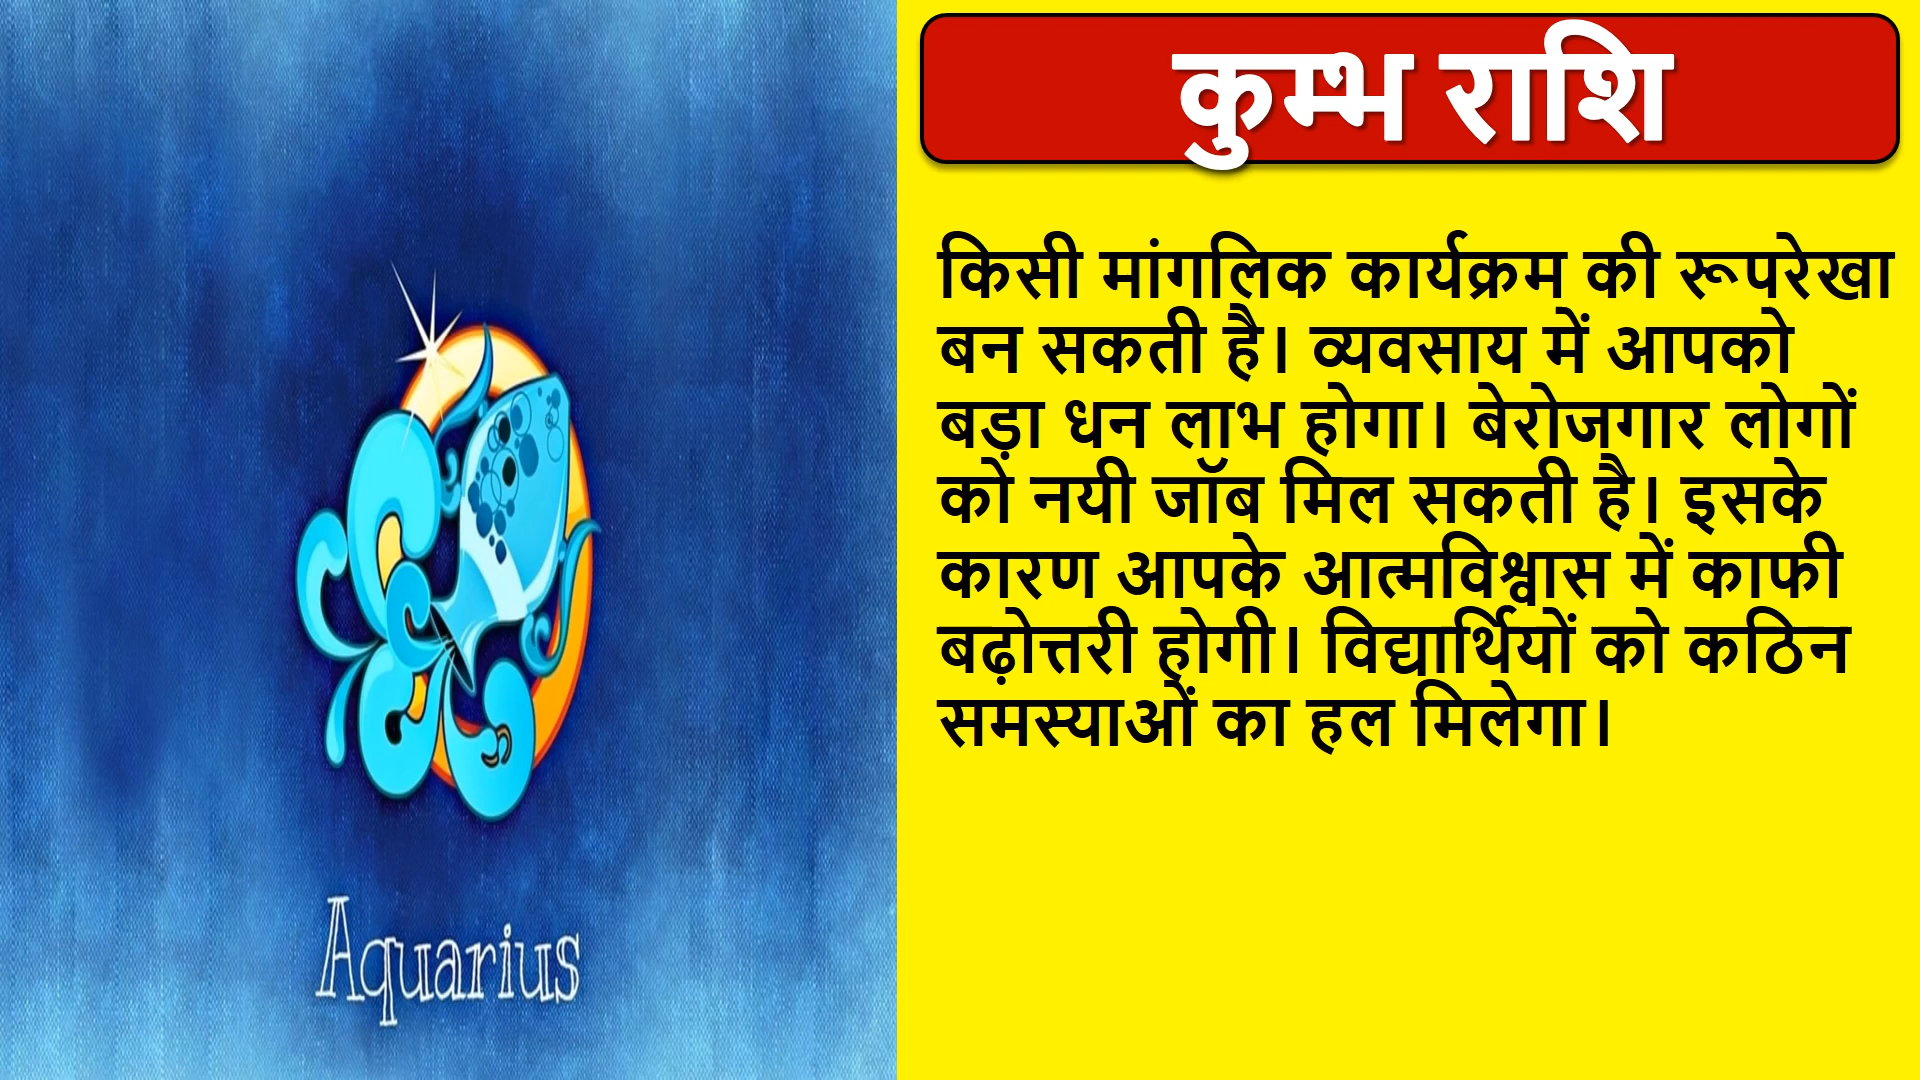 Aquarius
कुम्भ राशि
किसी मांगलिक कार्यक्रम की रूपरेखा
बन सकती है। व्यवसाय में आपको
बड़ा धन लाभ होगा। बेरोजगार लोगों
को नयी जॉब मिल सकती है। इसके
कारण आपके आत्मविश्वास में काफी
बढ़ोत्तरी होगी। विद्यार्थियों को कठिन
समस्याओं का हल मिलेगा।